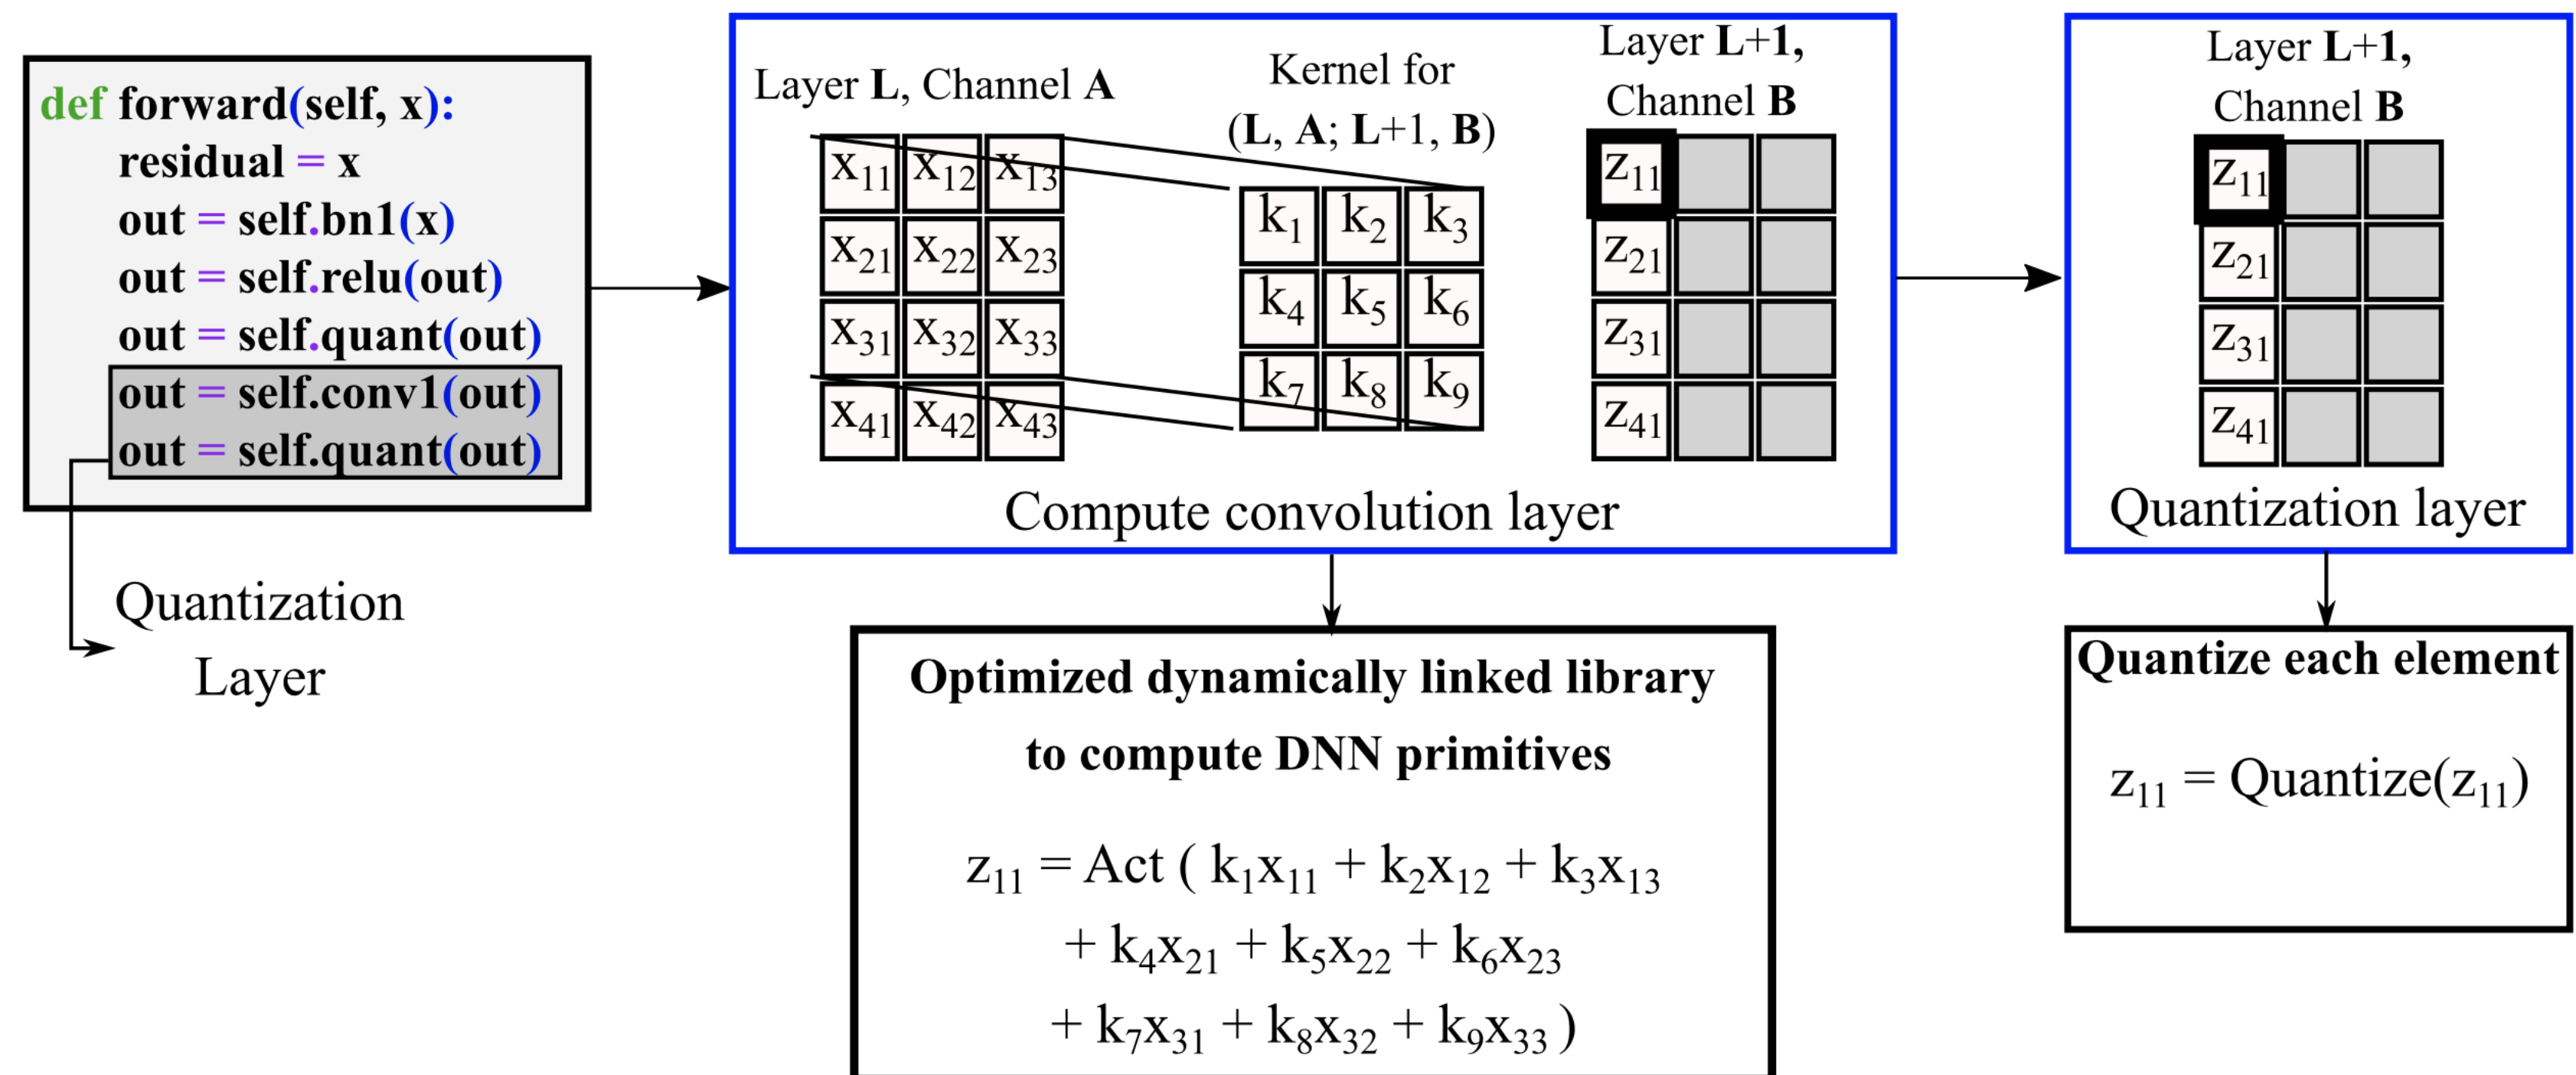 def forward(self, x):
residual = x
out = self.bn1(x)
out = self.relu(out)
out = self.quant(out)
out = self.conv1(out)
out = self.quant(out)
Quantization
Layer
Layer L, Channel A
Kernel for
(L, A; L+1, B)
Layer L+1,
Channel B
x₁₁ x₁₂ x₁₃
x₂₁ x₂₂ x₂₃
x₃₁ x₃₂ x₃₃
x₄₁ x₄₂ x₄₃
k₁ k₂ k₃
k₄ k₅ k₆
k₇ k₈ k₉
z₁₁
z₂₁
z₃₁
z₄₁
Compute convolution layer
Optimized dynamically linked library
to compute DNN primitives
z₁₁ = Act ( k₁x₁₁ + k₂x₁₂ + k₃x₁₃
+ k₄x₂₁ + k₅x₂₂ + k₆x₂₃
+ k₇x₃₁ + k₈x₃₂ + k₉x₃₃ )
Layer L+1,
Channel B
z₁₁
z₂₁
z₃₁
z₄₁
Quantization layer
Quantize each element
z₁₁ = Quantize(z₁₁)